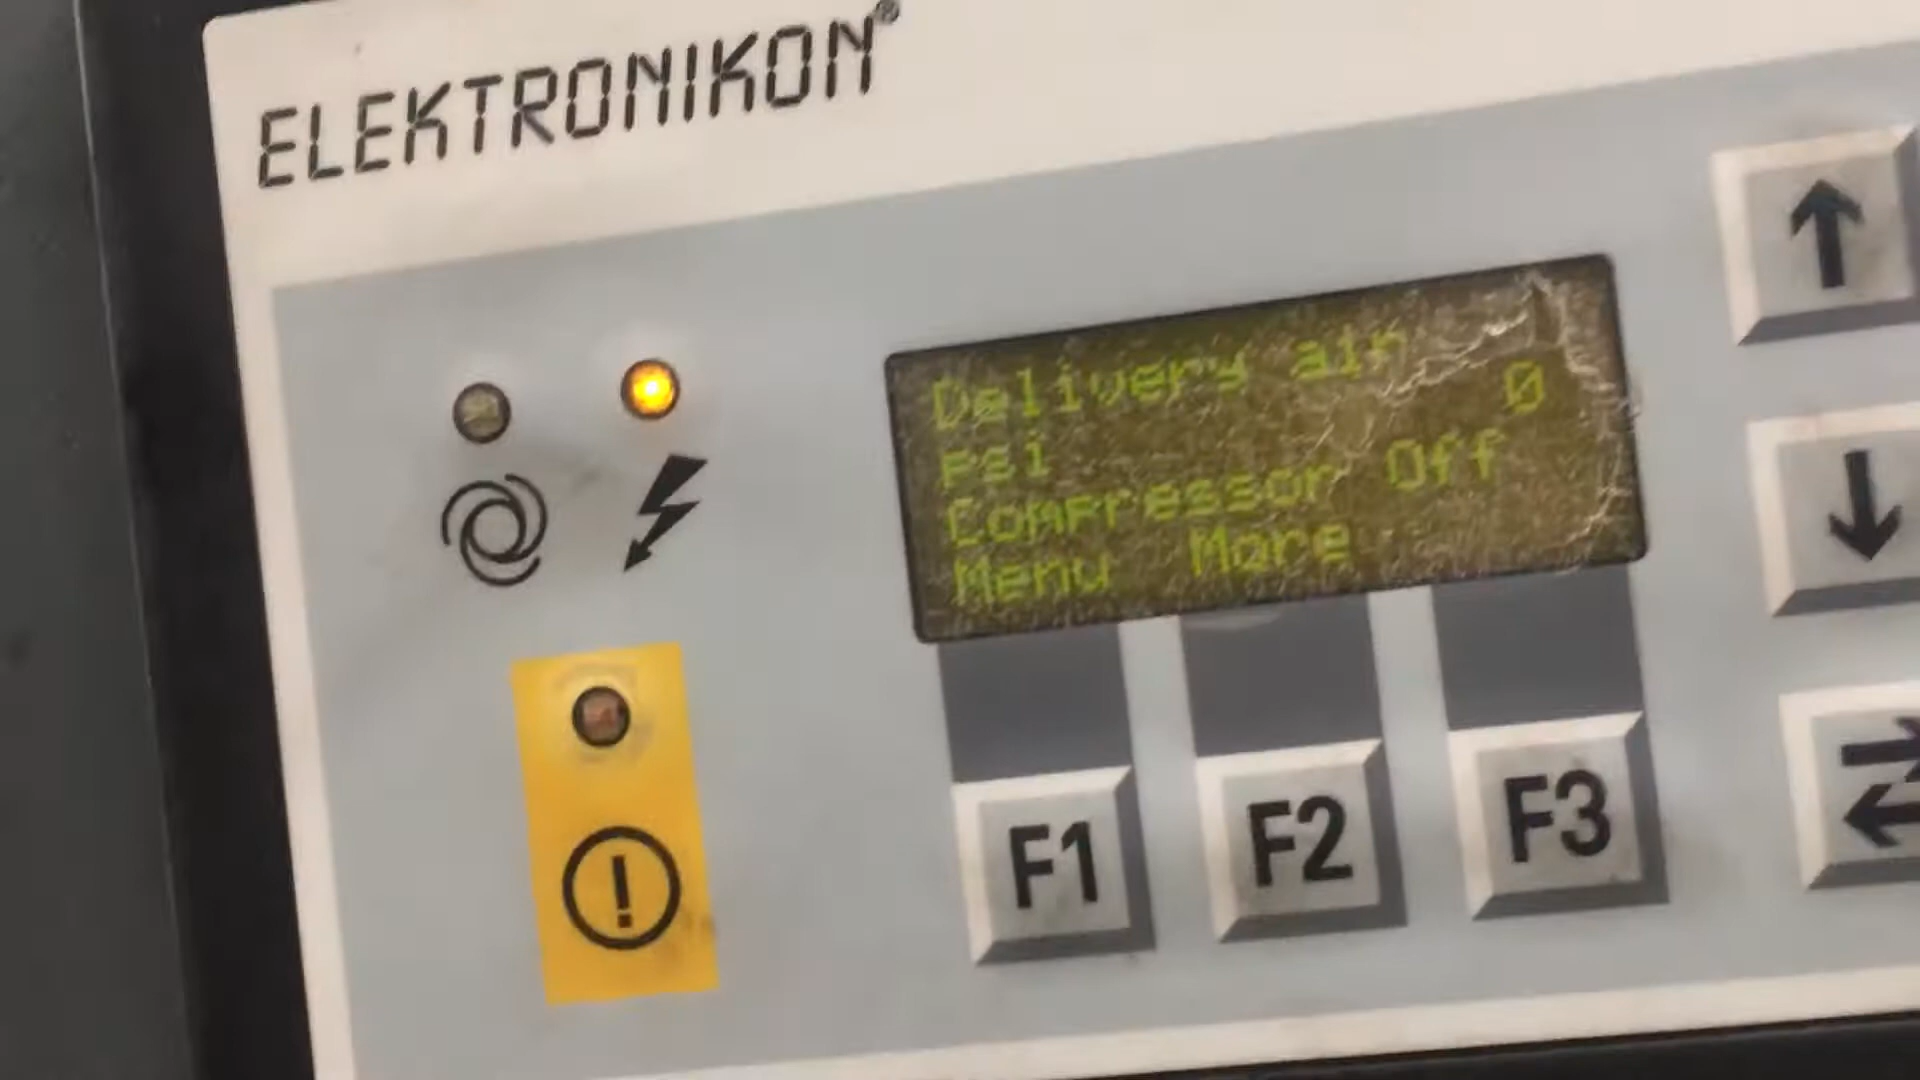 ELEKTRONIKON®
Delivery air
0
psi
Compressor Off
Menu More
F1 F2 F3